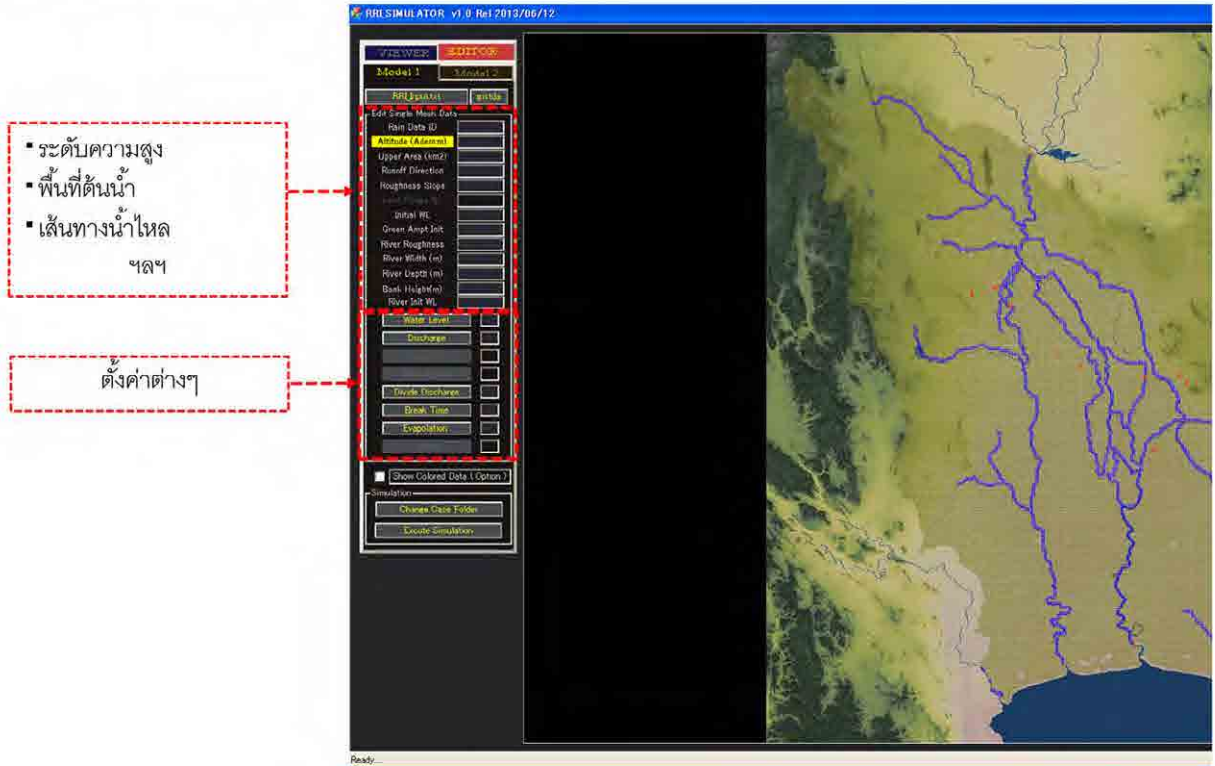 RRI SIMULATOR v1.0 Rel 2013/06/12
VIEWER EDITOR
Model 1 Model 2
Edit Single Mesh Data
Rain Data ID
Altitude (Adem:m)
Upper Area (km2)
Runoff Direction
Roughness Slope
Initial WL
Green Ampt Init
River Roughness
River Width (m)
River Depth (m)
Bank Height(m)
River Init WL
Water Level
Discharge
Divide Discharge
Break Time
Evapolation
Show Colored Data ( Option )
Simulation
Change Case Folder
Excute Simulation
Ready...
▪ ระดับความสูง
▪ พื้นที่ต้นน้ำ
▪ เส้นทางน้ำไหล
ฯลฯ
ตั้งค่าต่างๆ